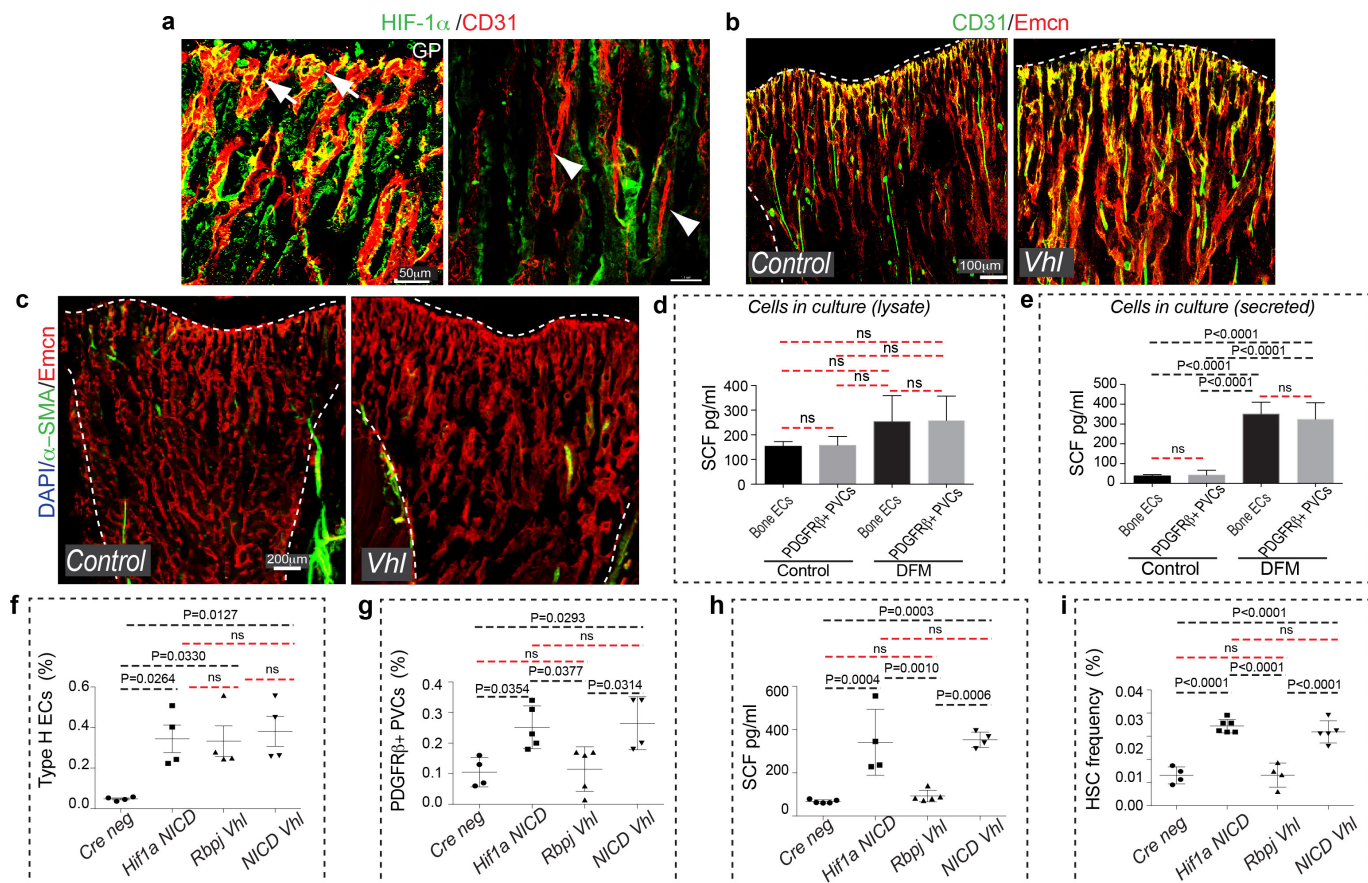 a
HIF-1α /CD31
GP
50μm
b
CD31/Emcn
Control
100μm
Vhl
c
DAPI/α-SMA/Emcn
Control
200μm
Vhl
d
Cells in culture (lysate)
ns
ns
ns
ns
ns
ns
SCF pg/ml
400
300
200
100
0
Bone ECs
PDGFRβ+ PVCs
Bone ECs
PDGFRβ+ PVCs
Control
DFM
e
Cells in culture (secreted)
P<0.0001
P<0.0001
P<0.0001
P<0.0001
ns
ns
SCF pg/ml
500
400
300
200
100
0
Bone ECs
PDGFRβ+ PVCs
Bone ECs
PDGFRβ+ PVCs
Control
DFM
f
P=0.0127
ns
P=0.0330
ns
P=0.0264
ns
Type H ECs (%)
0.6
0.4
0.2
0.0
Cre neg
Hif1a NICD
Rbpj Vhl
NICD Vhl
g
P=0.0293
ns
ns
P=0.0377
P=0.0354
P=0.0314
PDGFRβ+ PVCs (%)
0.4
0.3
0.1
0.0
Cre neg
Hif1a NICD
Rbpj Vhl
NICD Vhl
h
P=0.0003
ns
ns
P=0.0010
P=0.0004
P=0.0006
SCF pg/ml
600
400
200
0
Cre neg
Hif1a NICD
Rbpj Vhl
NICD Vhl
i
P<0.0001
ns
ns
P<0.0001
P<0.0001
P<0.0001
HSC frequency (%)
0.04
0.03
0.01
0.00
Cre neg
Hif1a NICD
Rbpj Vhl
NICD Vhl